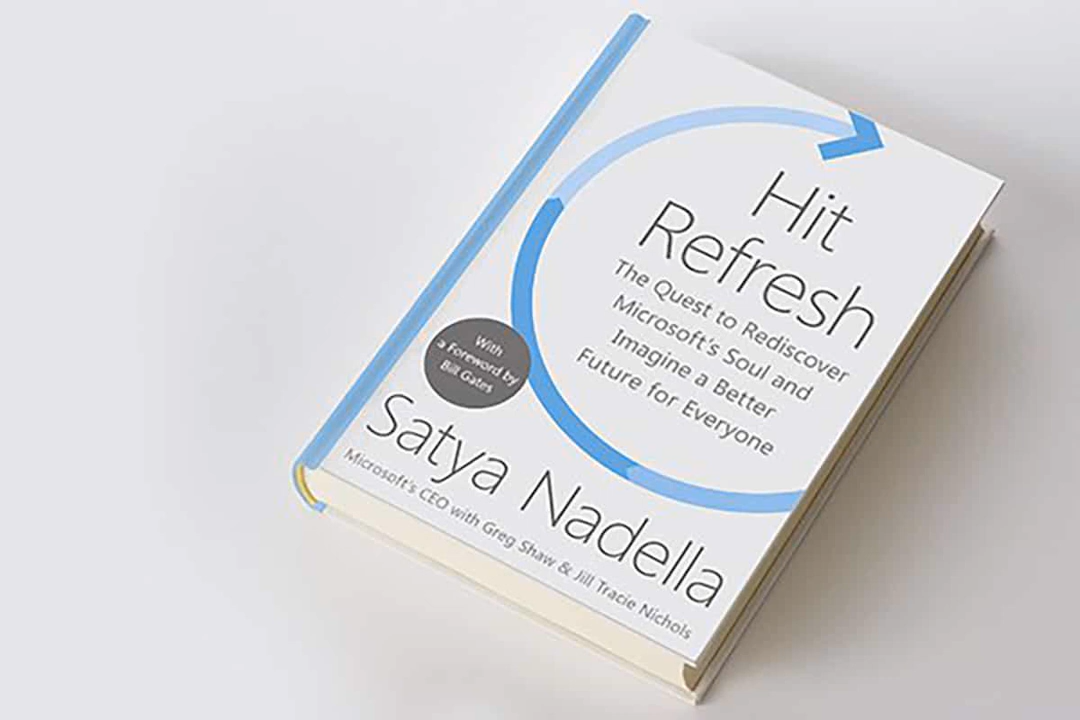 Hit
Refresh
The Quest to Rediscover
Microsoft's Soul and
Imagine a Better
Future for Everyone
With
a Foreword by
Bill Gates
Satya Nadella
Microsoft's CEO with Greg Shaw & Jill Tracie Nichols